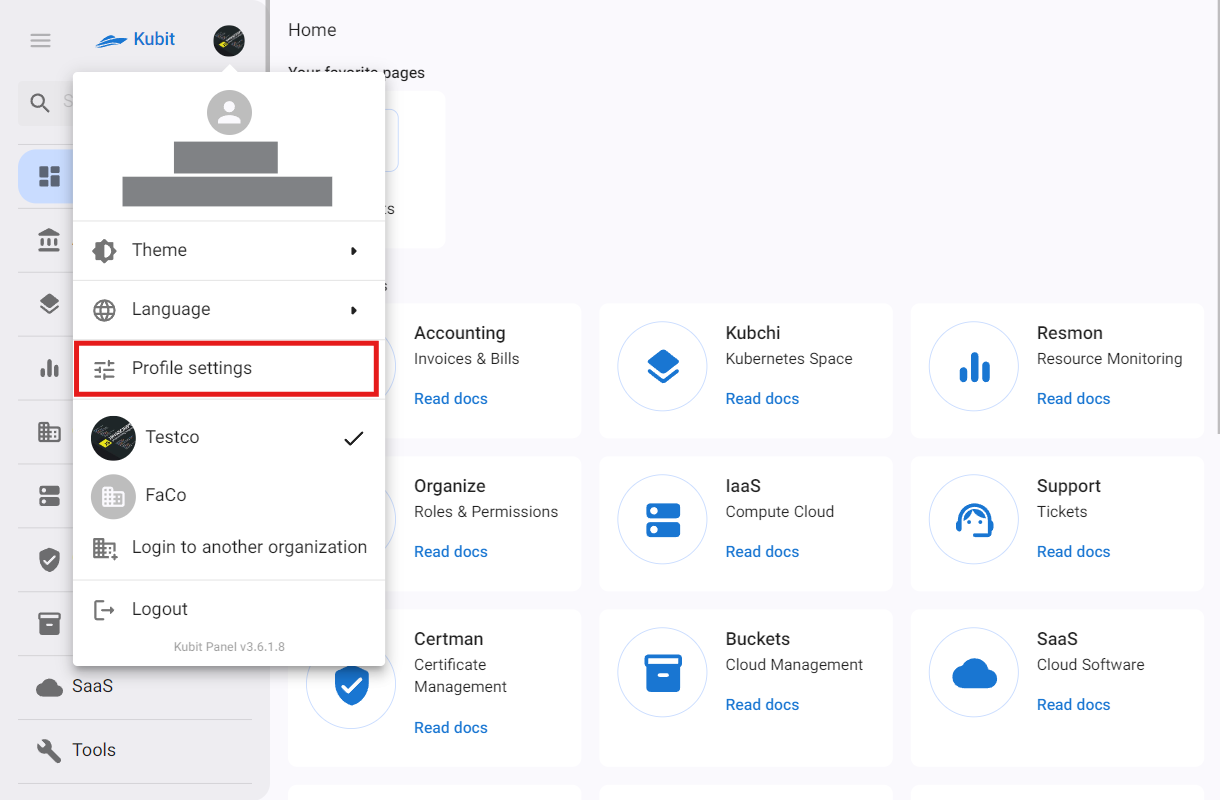 Kubit
Home
Your favorite pages
Theme
Language
Profile settings
Testco
FaCo
Login to another organization
Logout
Kubit Panel v3.6.1.8
SaaS
Tools
Accounting
Invoices & Bills
Read docs
Kubchi
Kubernetes Space
Read docs
Resmon
Resource Monitoring
Read docs
Organize
Roles & Permissions
Read docs
IaaS
Compute Cloud
Read docs
Support
Tickets
Read docs
Certman
Certificate
Management
Read docs
Buckets
Cloud Management
Read docs
SaaS
Cloud Software
Read docs